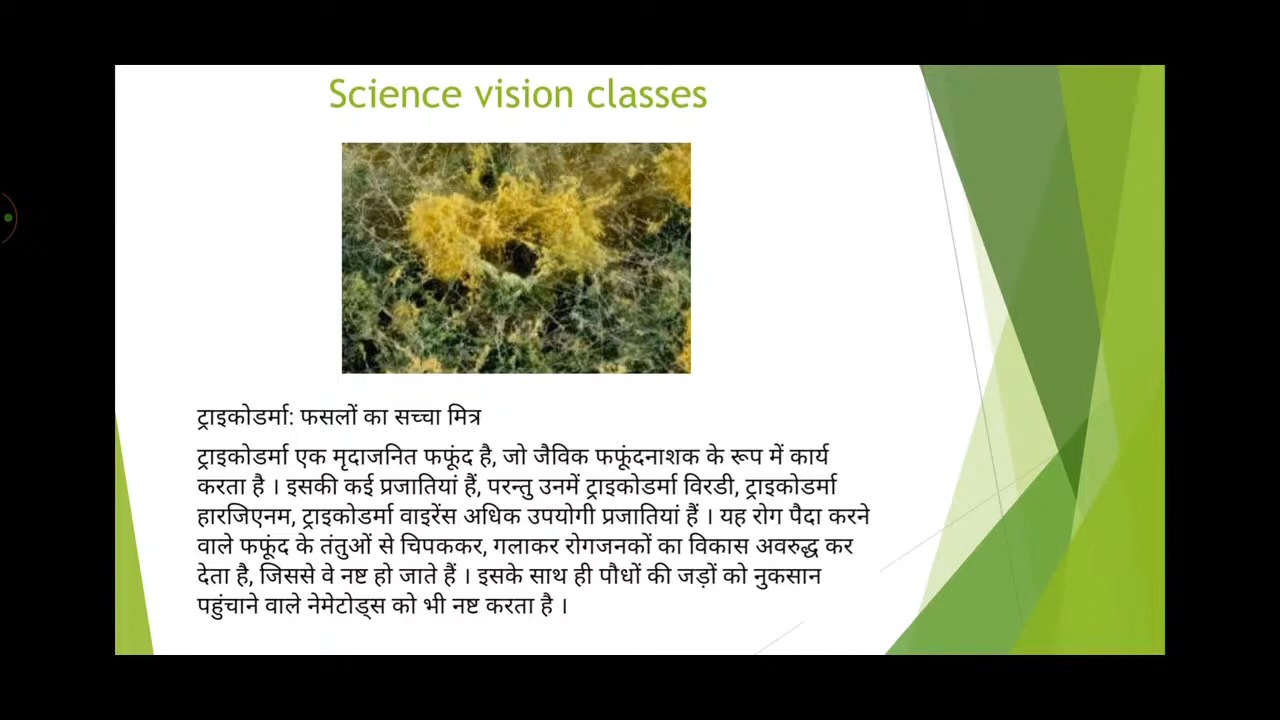 Science vision classes
ट्राइकोडर्मा: फसलों का सच्चा मित्र
ट्राइकोडर्मा एक मृदाजनित फफूंद है, जो जैविक फफूंदनाशक के रूप में कार्य
करता है । इसकी कई प्रजातियां हैं, परन्तु उनमें ट्राइकोडर्मा विरडी, ट्राइकोडर्मा
हारजिएनम, ट्राइकोडर्मा वाइरेंस अधिक उपयोगी प्रजातियां हैं । यह रोग पैदा करने
वाले फफूंद के तंतुओं से चिपककर, गलाकर रोगजनकों का विकास अवरुद्ध कर
देता है, जिससे वे नष्ट हो जाते हैं । इसके साथ ही पौधों की जड़ों को नुकसान
पहुंचाने वाले नेमेटोड्स को भी नष्ट करता है ।